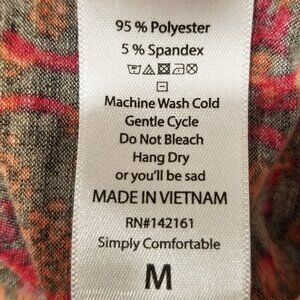 95 % Polyester
5 % Spandex
Machine Wash Cold
Gentle Cycle
Do Not Bleach
Hang Dry
or you'll be sad
MADE IN VIETNAM
RN#142161
Simply Comfortable
M